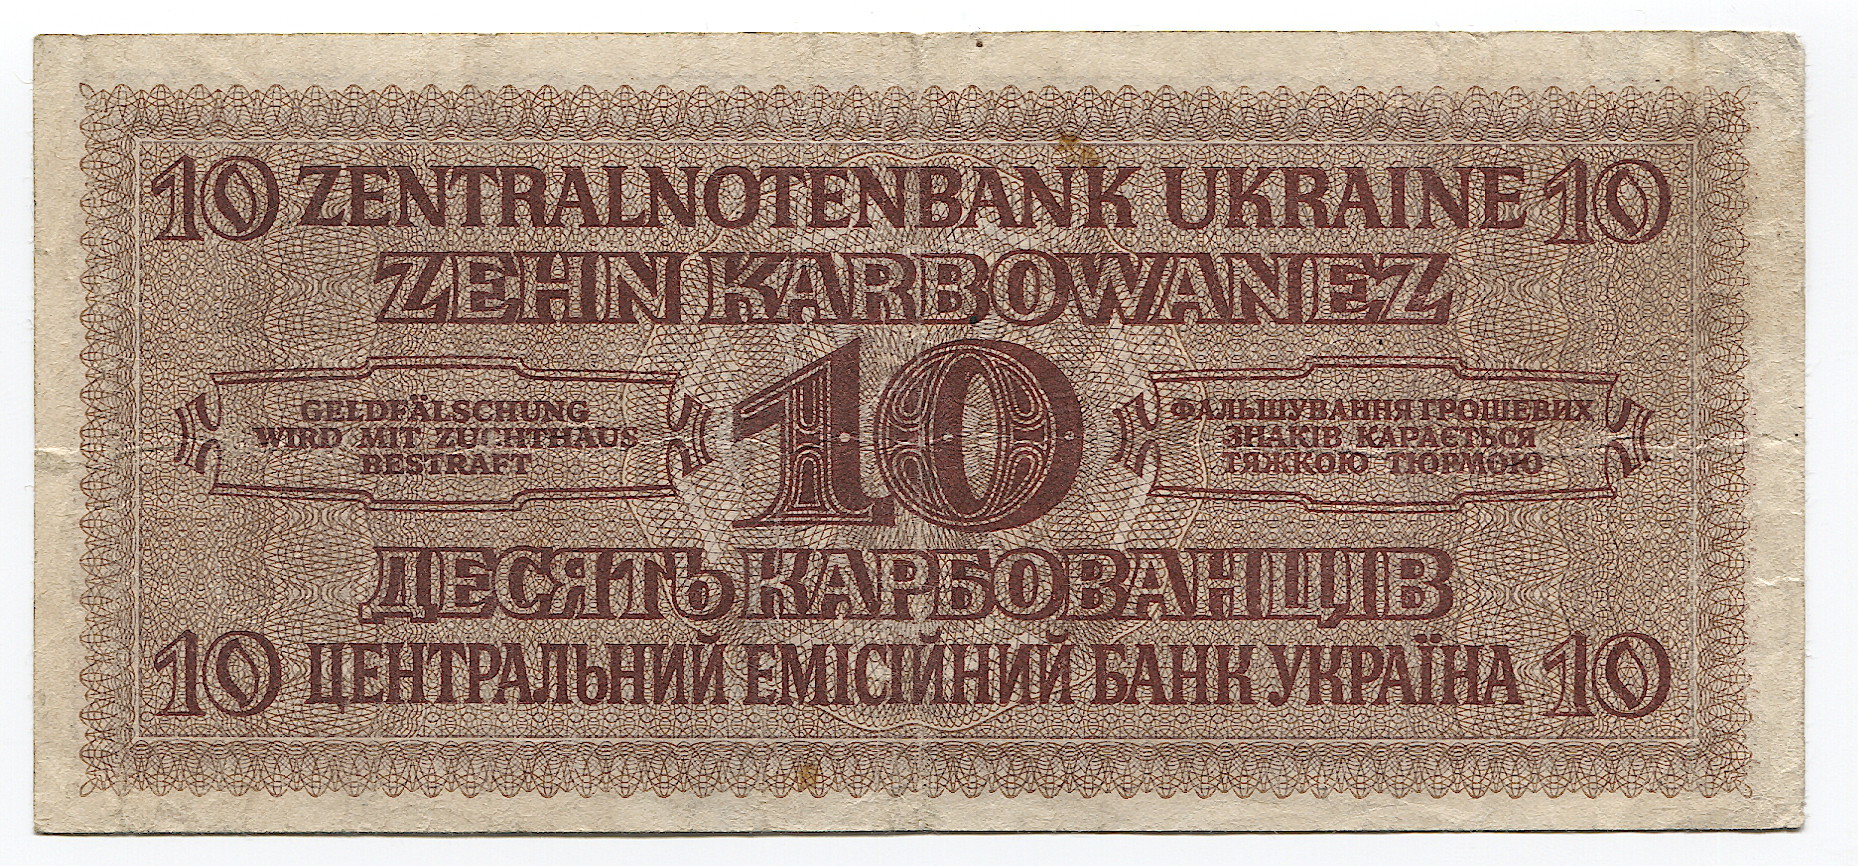 10 ZENTRALNOTENBANK UKRAINE 10
ZEHN KARBOWANEZ
GELDFÄLSCHUNG
WIRD MIT ZUCHTHAUS
BESTRAFT
10
ФАЛЬШУВАННЯ ГРОШЕВИХ
ЗНАКІВ КАРАЄТЬСЯ
ТЯЖКОЮ ТЮРМОЮ
ДЕСЯТЬ КАРБОВАНЦІВ
10 ЦЕНТРАЛЬНИЙ ЕМІСІЙНИЙ БАНК УКРАЇНА 10